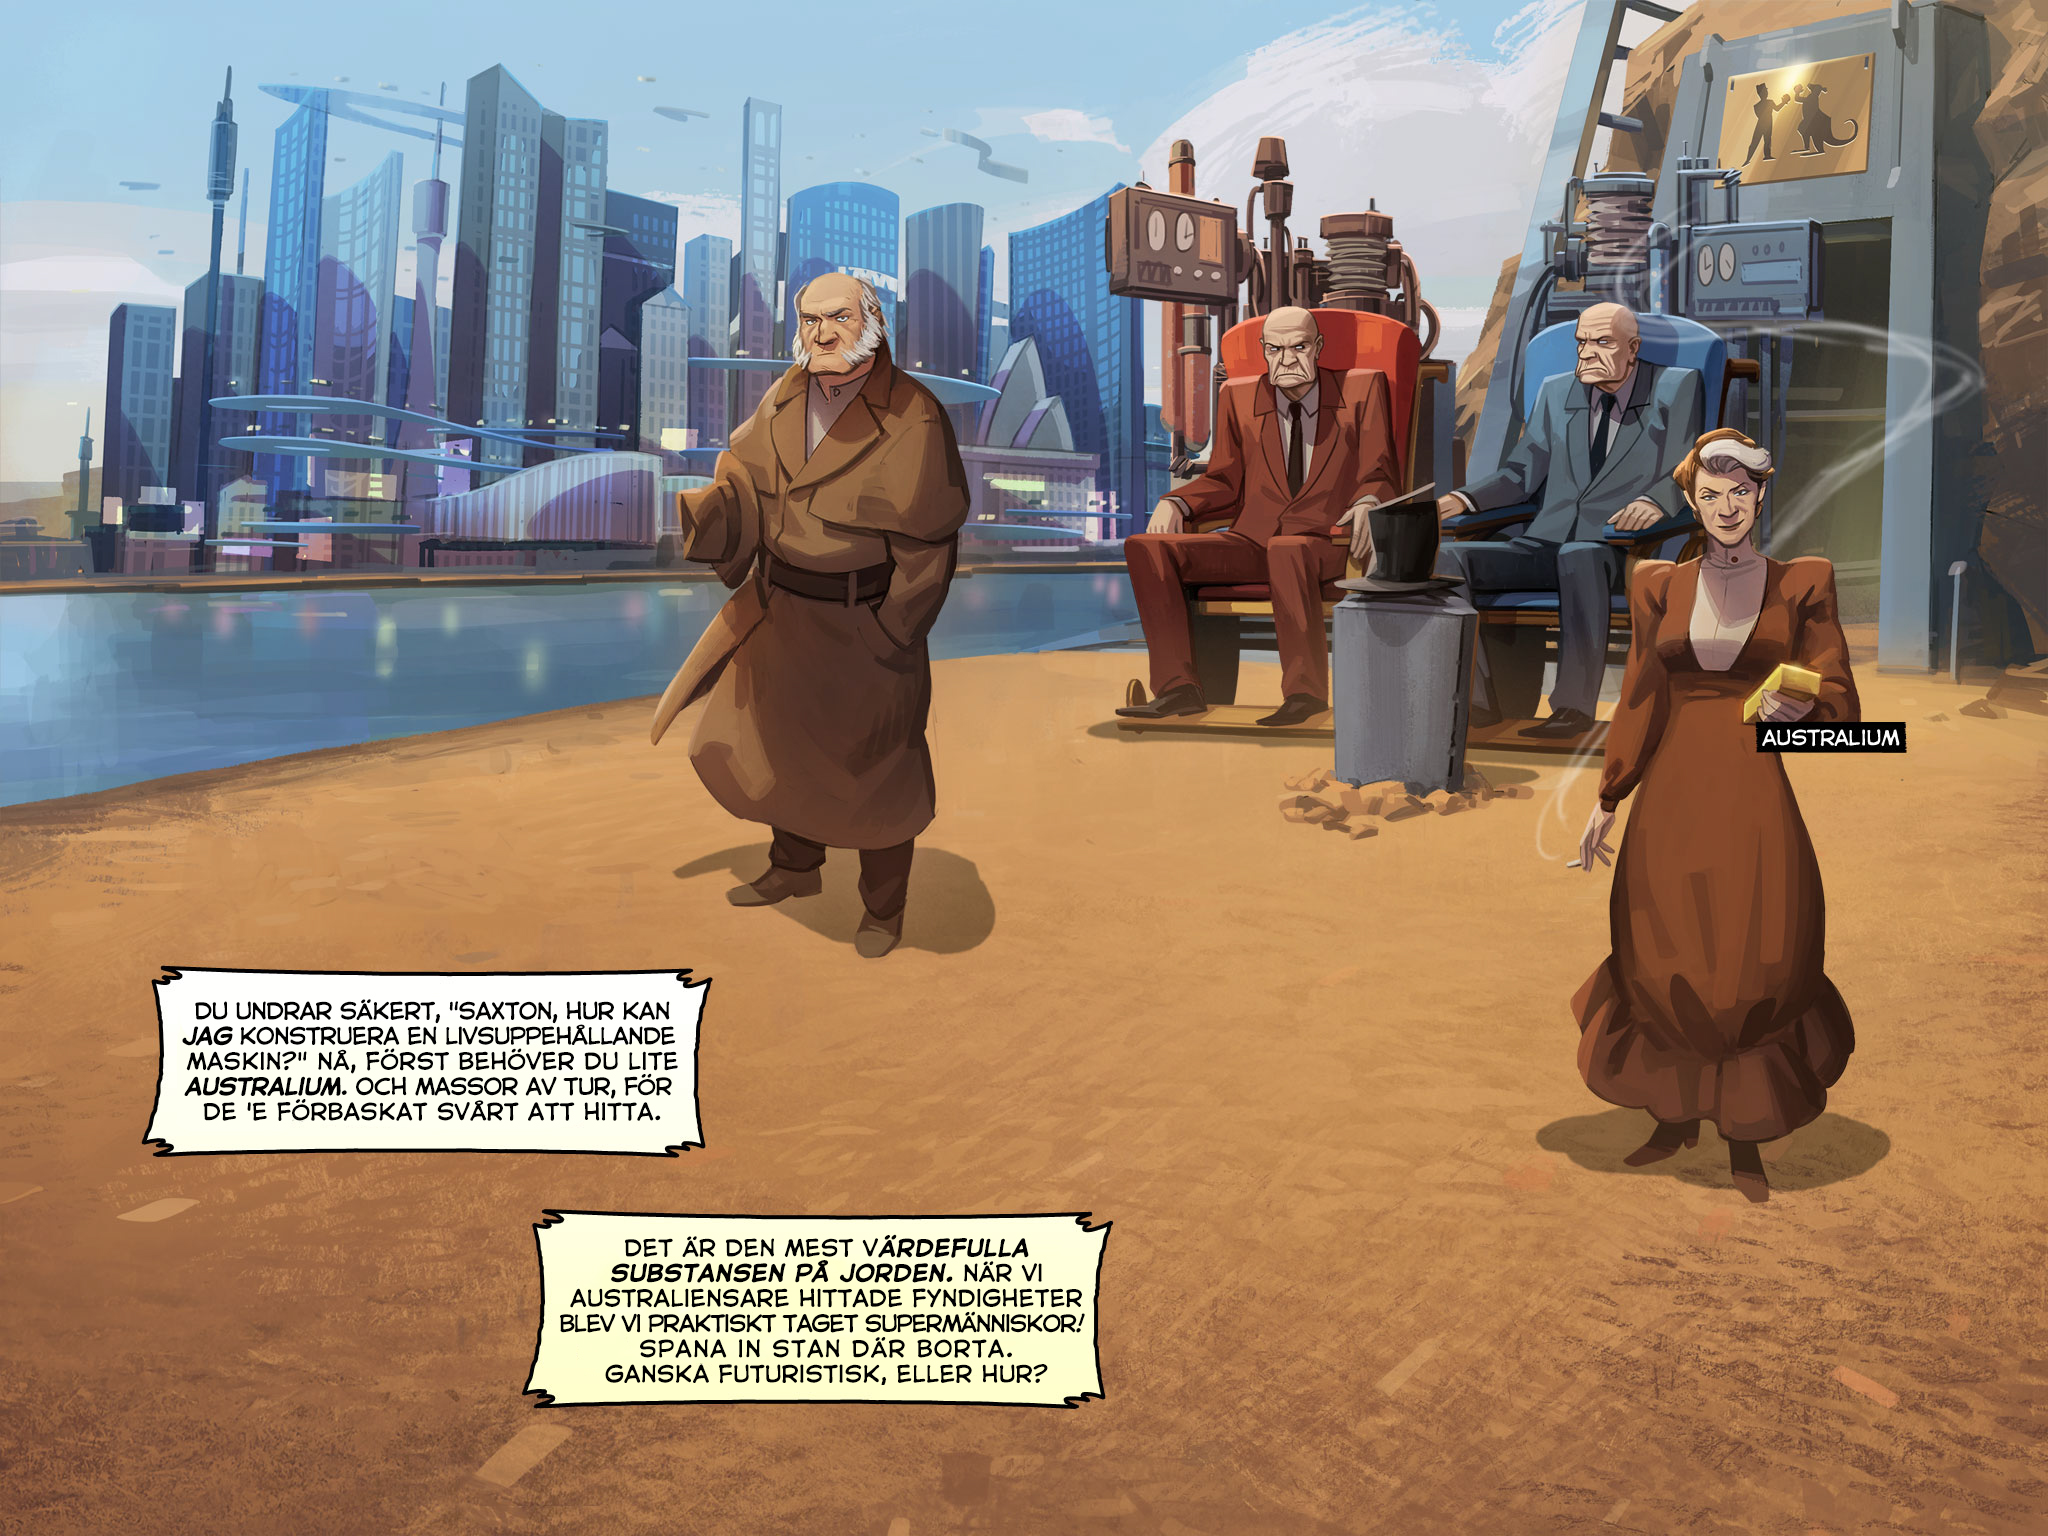 AUSTRALIUM
DU UNDRAR SÄKERT, "SAXTON, HUR KAN
JAG KONSTRUERA EN LIVSUPPEHÅLLANDE
MASKIN?" NÅ, FÖRST BEHÖVER DU LITE
AUSTRALIUM. OCH MASSOR AV TUR, FÖR
DE 'E FÖRBASKAT SVÅRT ATT HITTA.
DET ÄR DEN MEST VÄRDEFULLA
SUBSTANSEN PÅ JORDEN. NÄR VI
AUSTRALIENSARE HITTADE FYNDIGHETER
BLEV VI PRAKTISKT TAGET SUPERMÄNNISKOR!
SPANA IN STAN DÄR BORTA.
GANSKA FUTURISTISK, ELLER HUR?